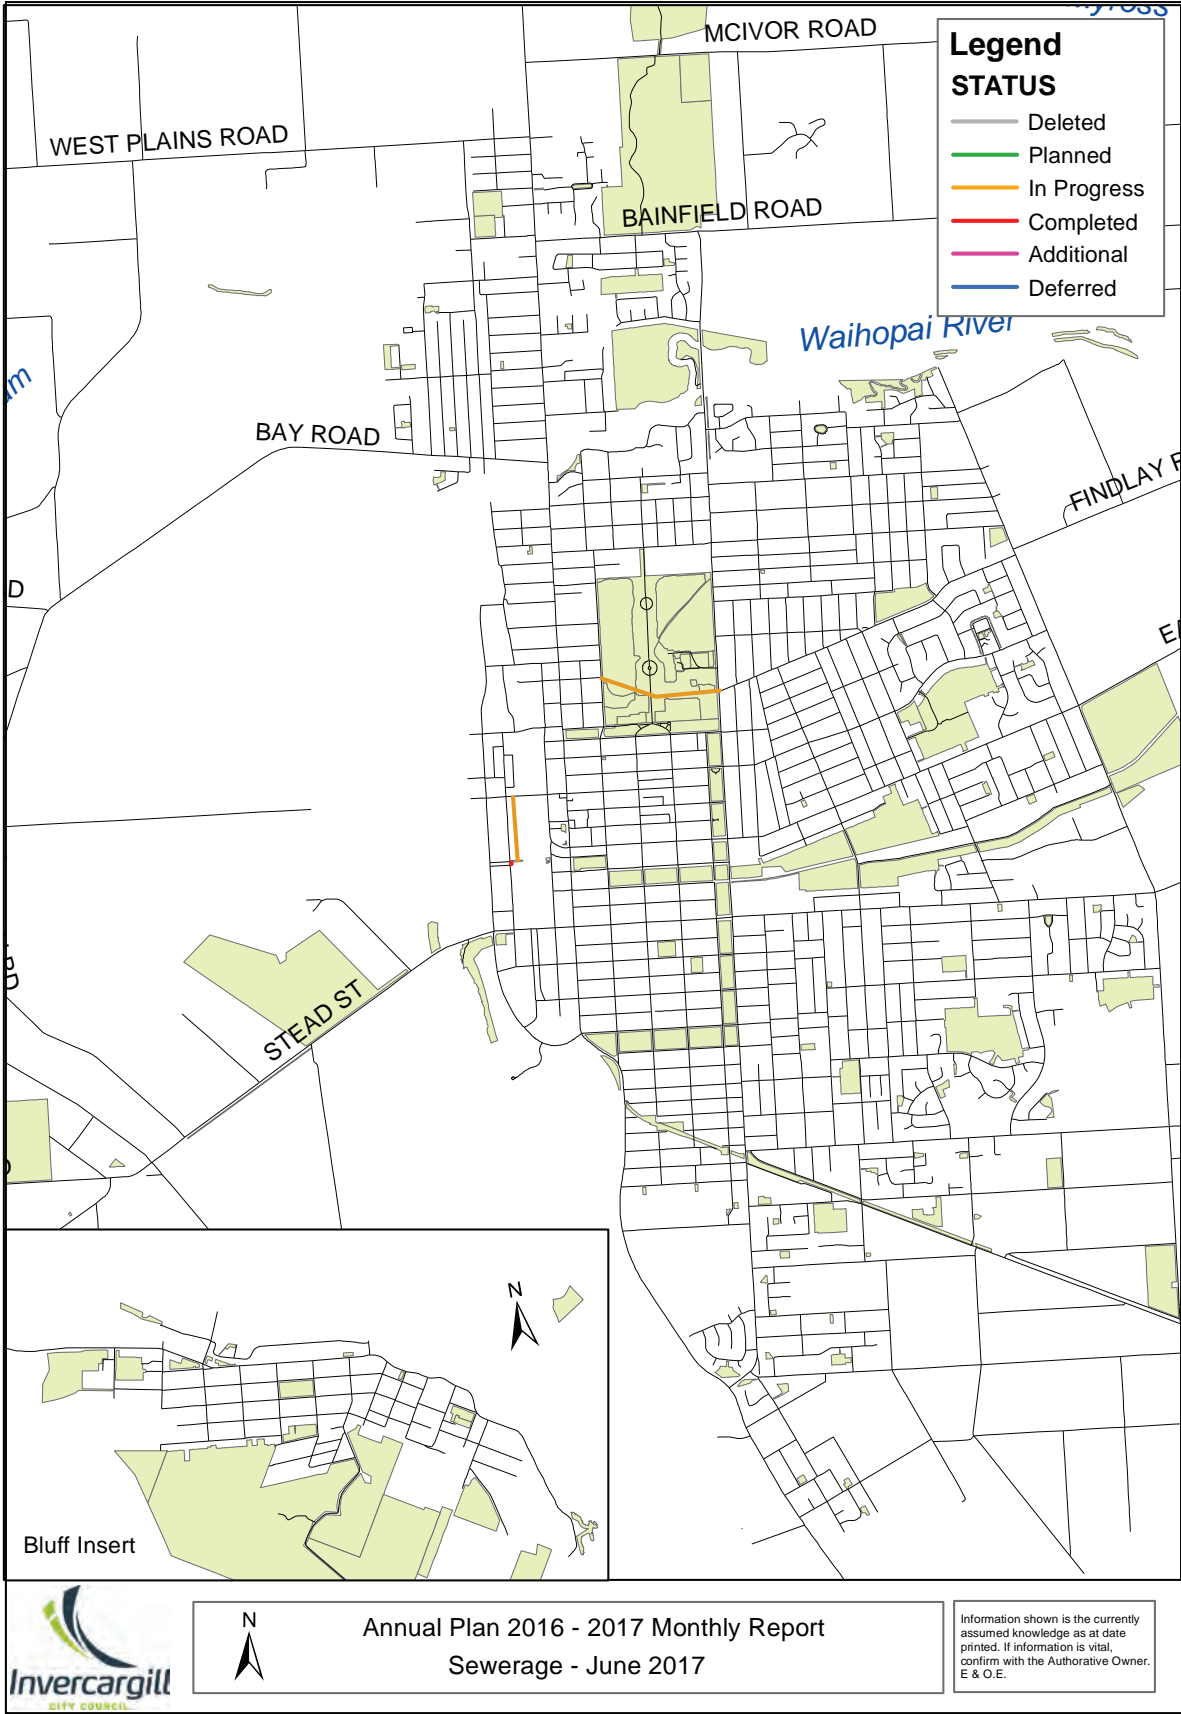 MCIVOR ROAD
Legend
STATUS
Deleted
Planned
In Progress
Completed
Additional
Deferred
WEST PLAINS ROAD
BAINFIELD ROAD
Waihopai River
BAY ROAD
FINDLAY
D
STEAD ST
N
Bluff Insert
Invercargill
CITY COUNCIL
N
Annual Plan 2016 - 2017 Monthly Report
Sewerage - June 2017
Information shown is the currently
assumed knowledge as at date
printed. If information is vital,
confirm with the Authorative Owner.
E & O.E.